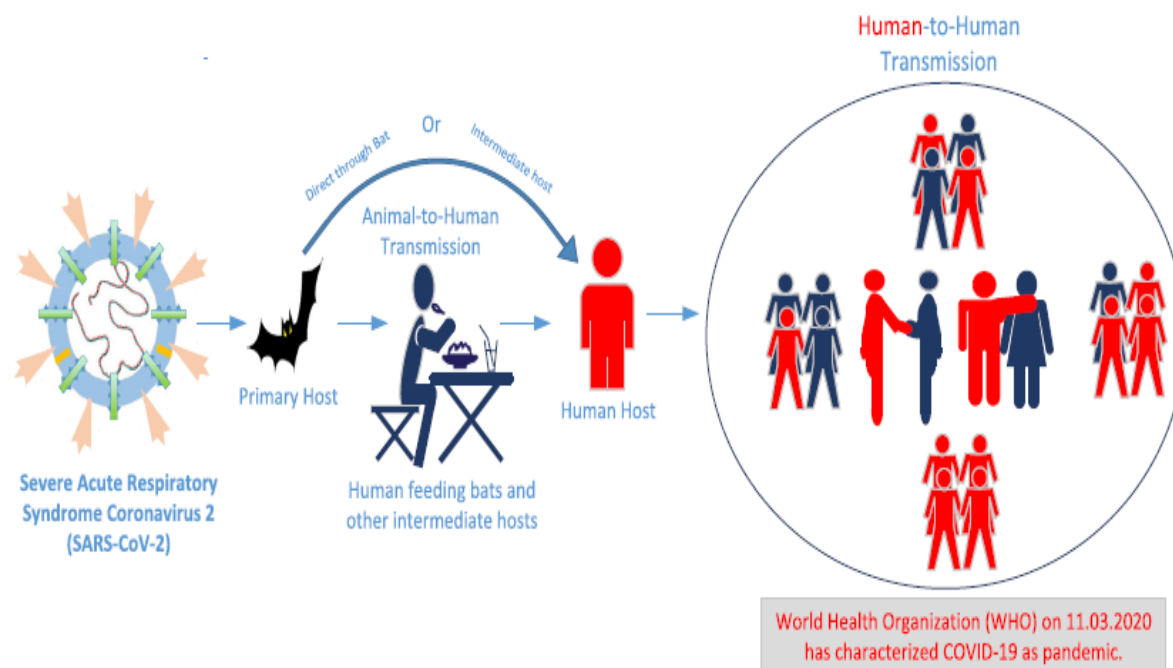 Human-to-Human
Transmission
Or
Direct through Bat
Intermediate host
Animal-to-Human
Transmission
Primary Host
Human Host
Severe Acute Respiratory
Syndrome Coronavirus 2
(SARS-CoV-2)
Human feeding bats and
other intermediate hosts
World Health Organization (WHO) on 11.03.2020
has characterized COVID-19 as pandemic.